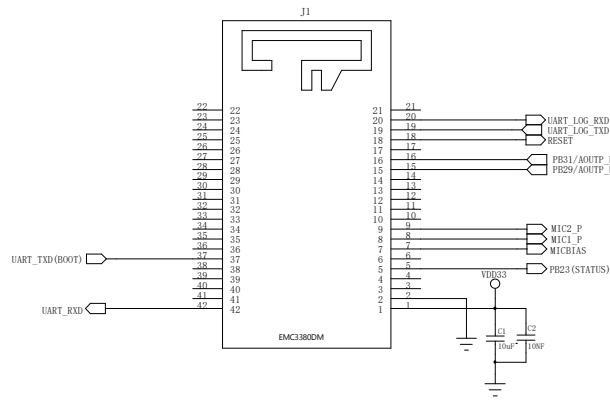 J1
22 22 21 21
23 23 20 20 UART_LOG_RXD
24 24 19 19 UART_LOG_TXD
25 25 18 18 RESET
26 26 17 17
27 27 16 16 PB31/AOUTP_
28 28 15 15 PB29/AOUTP_
29 29 14 14
30 30 13 13
31 31 12 12
32 32 11 11
33 33 10 10
34 34 9 9 MIC2_P
35 35 8 8 MIC1_P
36 36 7 7 MICBIAS
UART_TXD(BOOT) 37 37 6 6
38 38 5 5 PB23(STATUS)
39 39 4 4 VDD33
40 40 3 3
41 41 2 2
UART_RXD 42 42 1 1
C1 C2
10uF 10NF
EMC3380DM